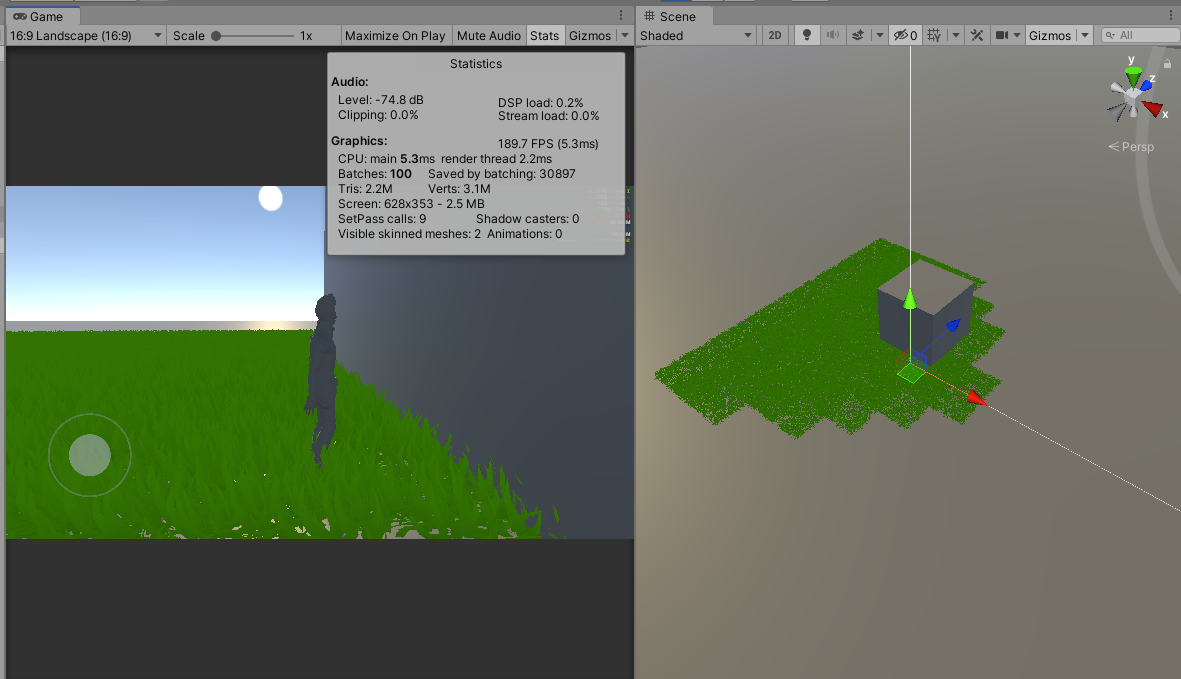 Game
Scene
16:9 Landscape (16:9)
Scale
1x
Maximize On Play
Mute Audio
Stats
Gizmos
Shaded
2D
0
Gizmos
All
Statistics
Audio:
Level: -74.8 dB
DSP load: 0.2%
Clipping: 0.0%
Stream load: 0.0%
Graphics:
189.7 FPS (5.3ms)
CPU: main 5.3ms render thread 2.2ms
Batches: 100
Saved by batching: 30897
Tris: 2.2M
Verts: 3.1M
Screen: 628x353 - 2.5 MB
SetPass calls: 9
Shadow casters: 0
Visible skinned meshes: 2 Animations: 0
y
z
x
Persp